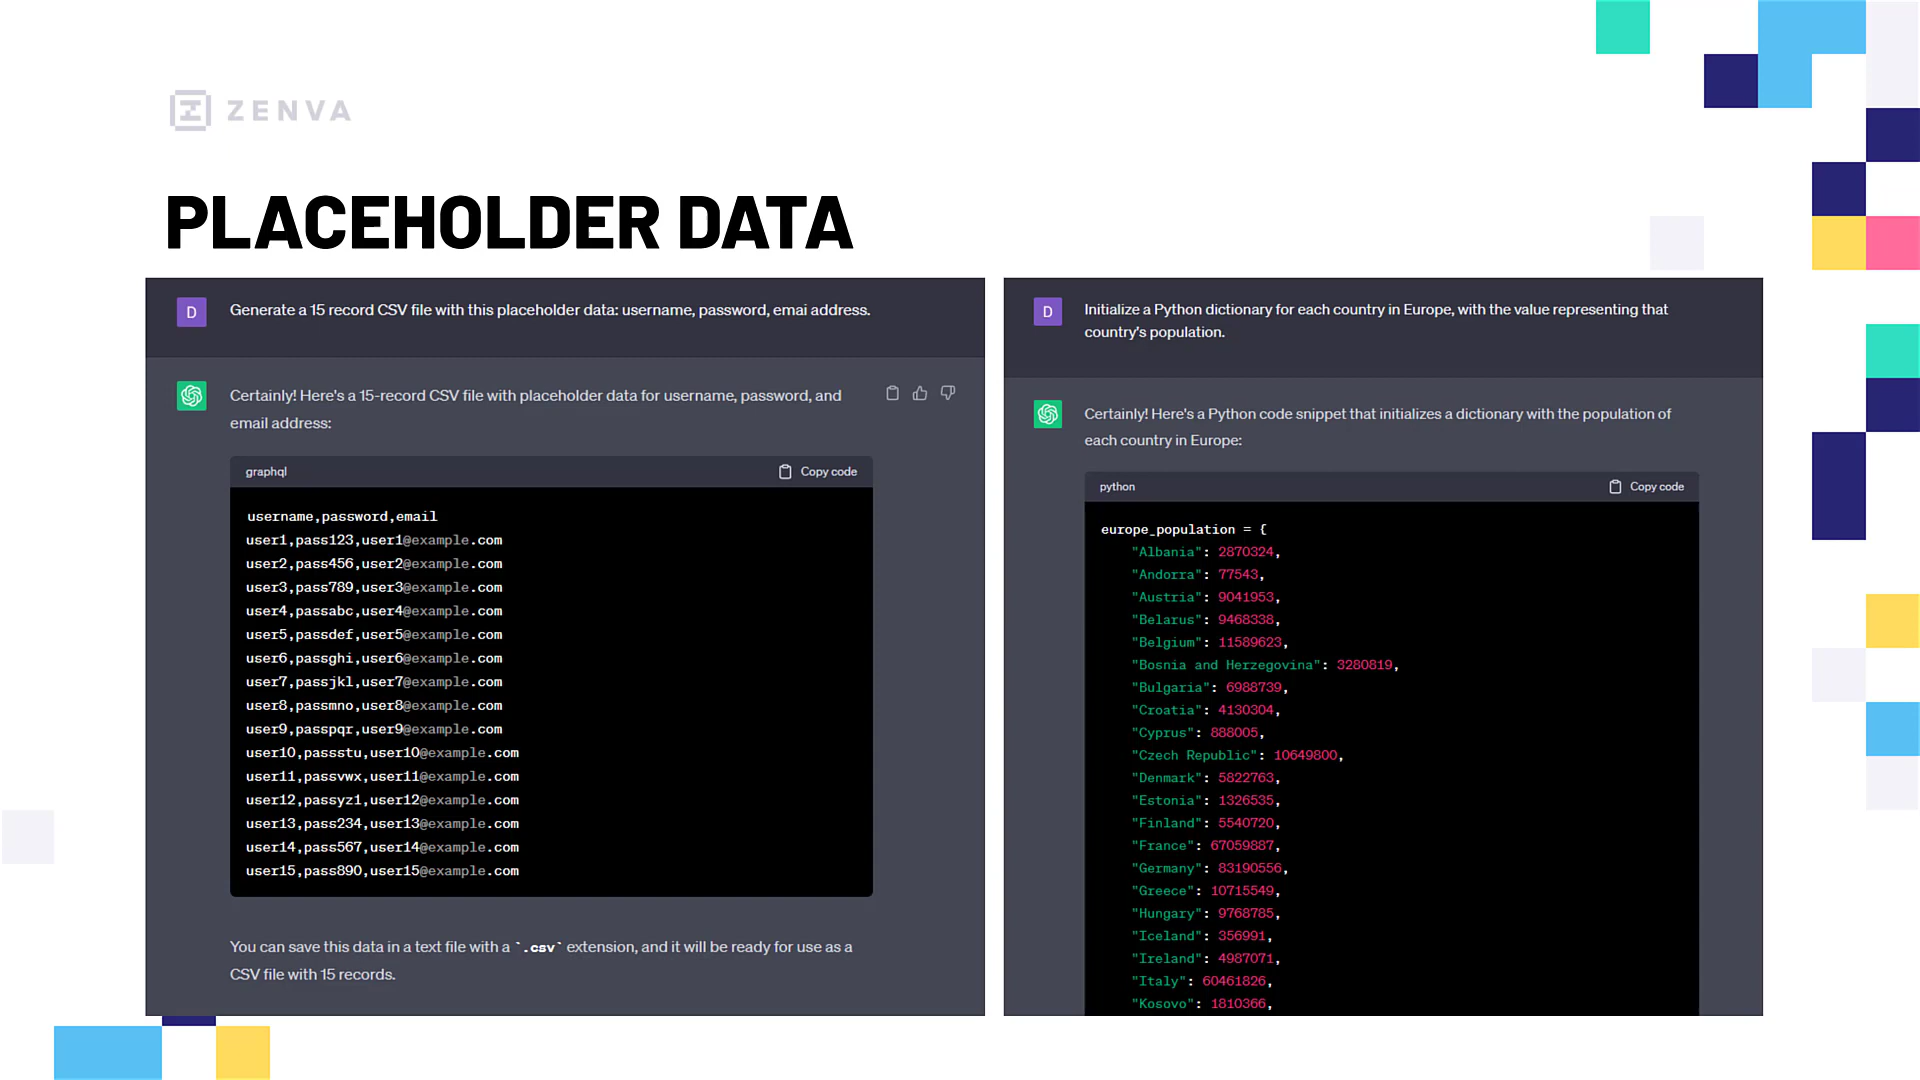 ZENVA
PLACEHOLDER DATA
D
Generate a 15 record CSV file with this placeholder data: username, password, emai address.
Certainly! Here's a 15-record CSV file with placeholder data for username, password, and
email address:
graphql
Copy code
username,password,email
user1,pass123,user1@example.com
user2,pass456,user2@example.com
user3,pass789,user3@example.com
user4,passabc,user4@example.com
user5,passdef,user5@example.com
user6,passghi,user6@example.com
user7,passjkl,user7@example.com
user8,passmno,user8@example.com
user9,passpqr,user9@example.com
user10,passstu,user10@example.com
user11,passvwx,user11@example.com
user12,passyz1,user12@example.com
user13,pass234,user13@example.com
user14,pass567,user14@example.com
user15,pass890,user15@example.com
You can save this data in a text file with a `.csv` extension, and it will be ready for use as a
CSV file with 15 records.
D
Initialize a Python dictionary for each country in Europe, with the value representing that
country's population.
Certainly! Here's a Python code snippet that initializes a dictionary with the population of
each country in Europe:
python
Copy code
europe_population = {
"Albania": 2870324,
"Andorra": 77543,
"Austria": 9041953,
"Belarus": 9468338,
"Belgium": 11589623,
"Bosnia and Herzegovina": 3280819,
"Bulgaria": 6988739,
"Croatia": 4130304,
"Cyprus": 888005,
"Czech Republic": 10649800,
"Denmark": 5822763,
"Estonia": 1326535,
"Finland": 5540720,
"France": 67059887,
"Germany": 83190556,
"Greece": 10715549,
"Hungary": 9768785,
"Iceland": 356991,
"Ireland": 4987071,
"Italy": 60461826,
"Kosovo": 1810366,